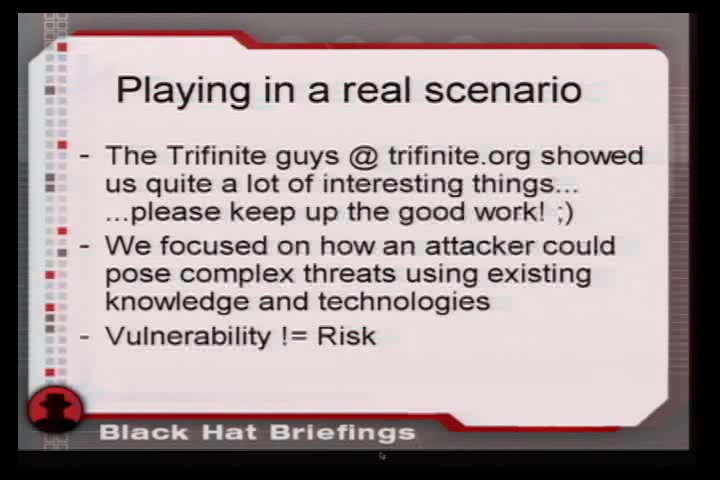 Playing in a real scenario
- The Trifinite guys @ trifinite.org showed
us quite a lot of interesting things...
...please keep up the good work! ;)
- We focused on how an attacker could
pose complex threats using existing
knowledge and technologies
- Vulnerability != Risk
Black Hat Briefings